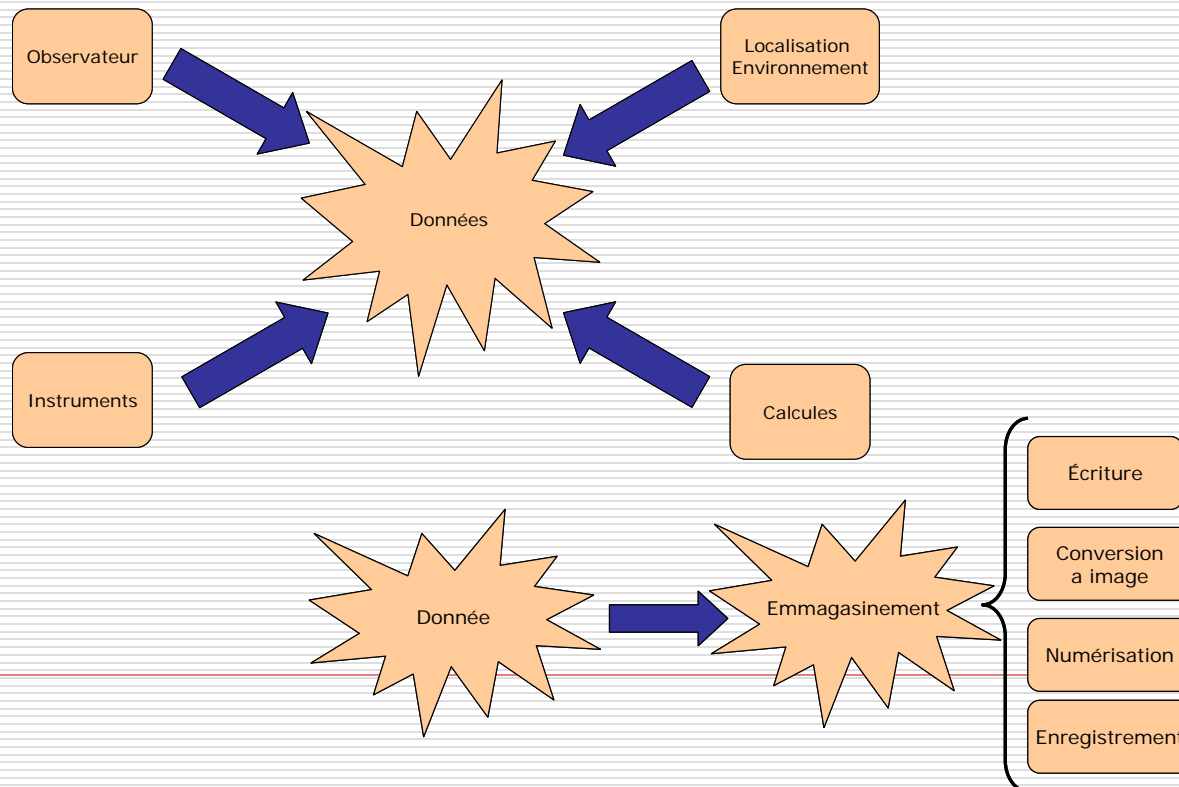 Observateur
Localisation
Environnement
Données
Instruments
Calcules
Écriture
Conversion
a image
Donnée
Emmagasinement
Numérisation
Enregistrement